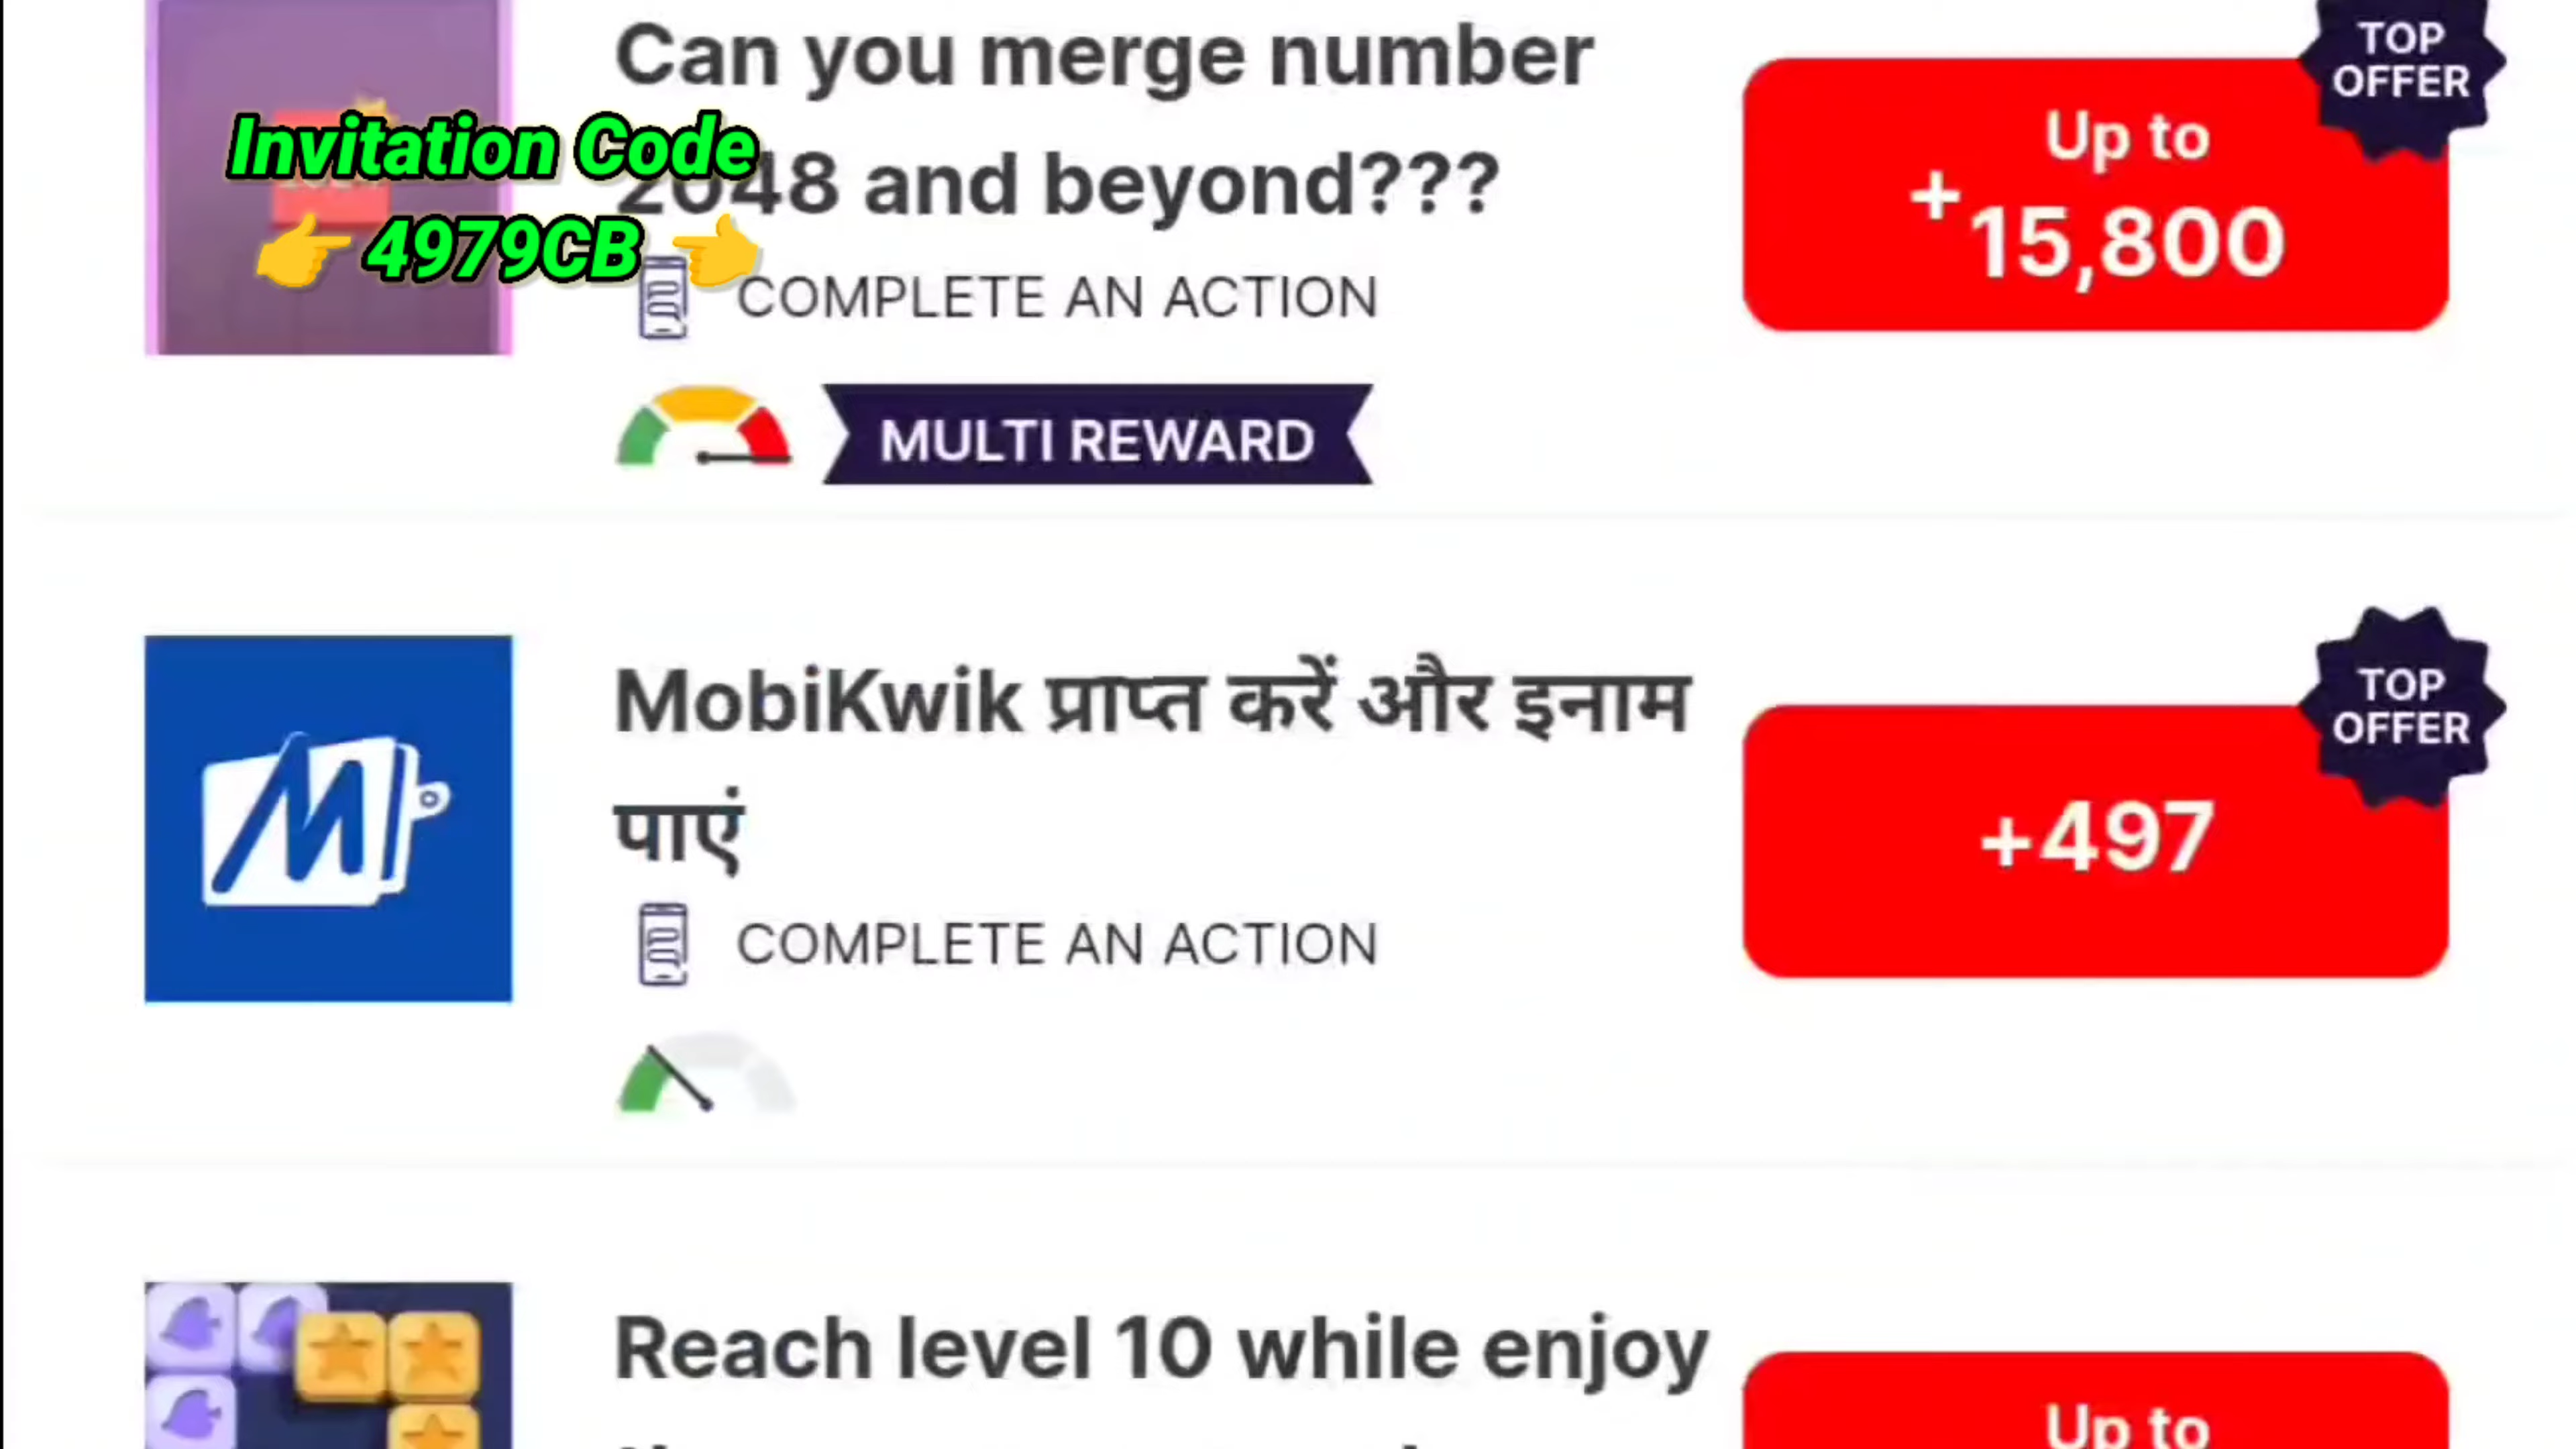 Can you merge number
TOP
OFFER
Invitation Code
2048 and beyond???
Up to
+15,800
👉 4979CB 👈
COMPLETE AN ACTION
MULTI REWARD
MobiKwik प्राप्त करें और इनाम
पाएं
TOP
OFFER
+497
COMPLETE AN ACTION
Reach level 10 while enjoy
Up to